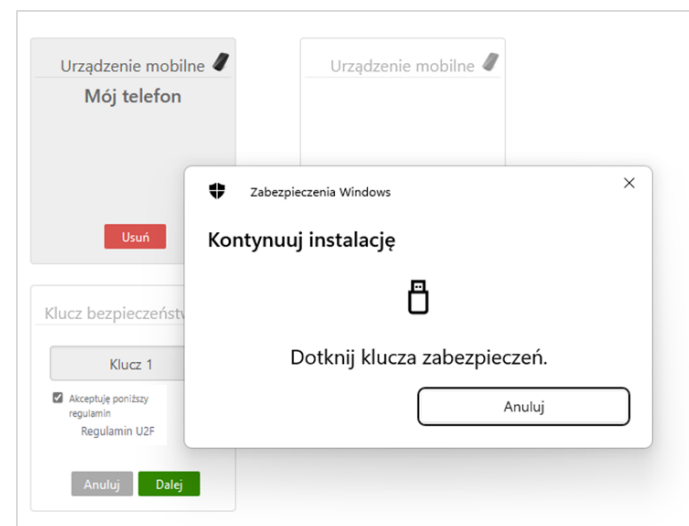 Urządzenie mobilne
Mój telefon
Usuń
Urządzenie mobilne
Zabezpieczenia Windows
Kontynuuj instalację
Dotknij klucza zabezpieczeń.
Anuluj
Klucz bezpieczeństw
Klucz 1
Akceptuję poniższy
regulamin
Regulamin U2F
Anuluj
Dalej